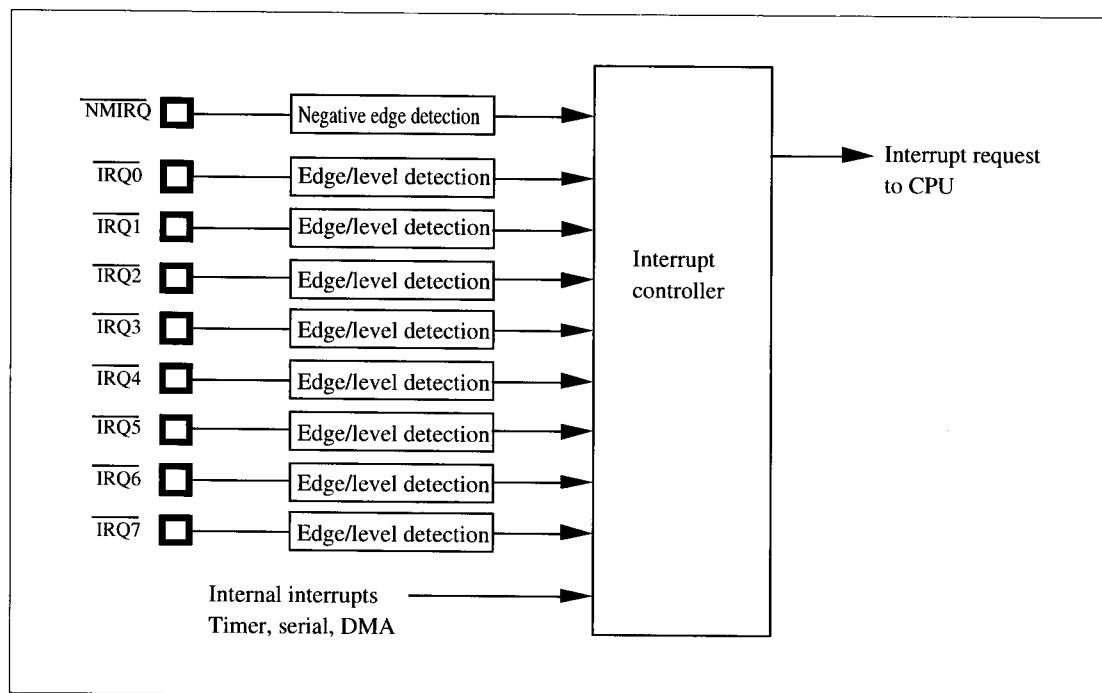 NMIRQ Negative edge detection
IRQ0 Edge/level detection
IRQ1 Edge/level detection
IRQ2 Edge/level detection
IRQ3 Edge/level detection
IRQ4 Edge/level detection
IRQ5 Edge/level detection
IRQ6 Edge/level detection
IRQ7 Edge/level detection
Internal interrupts
Timer, serial, DMA
Interrupt
controller
Interrupt request
to CPU